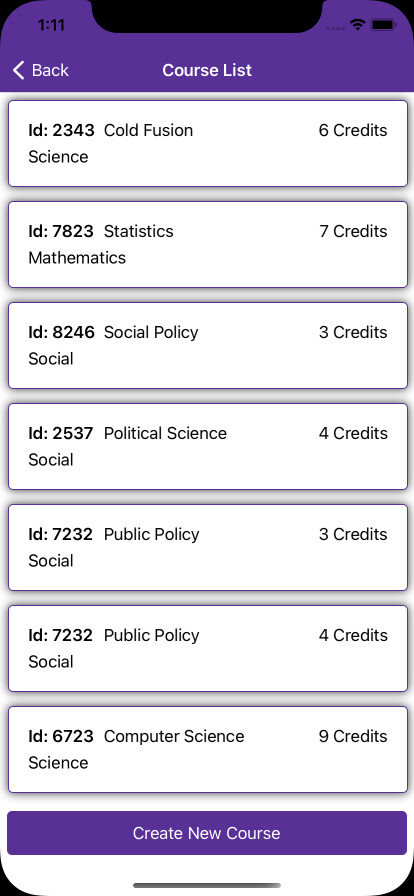 1:11
Back Course List
Id: 2343 Cold Fusion 6 Credits
Science
Id: 7823 Statistics 7 Credits
Mathematics
Id: 8246 Social Policy 3 Credits
Social
Id: 2537 Political Science 4 Credits
Social
Id: 7232 Public Policy 3 Credits
Social
Id: 7232 Public Policy 4 Credits
Social
Id: 6723 Computer Science 9 Credits
Science
Create New Course